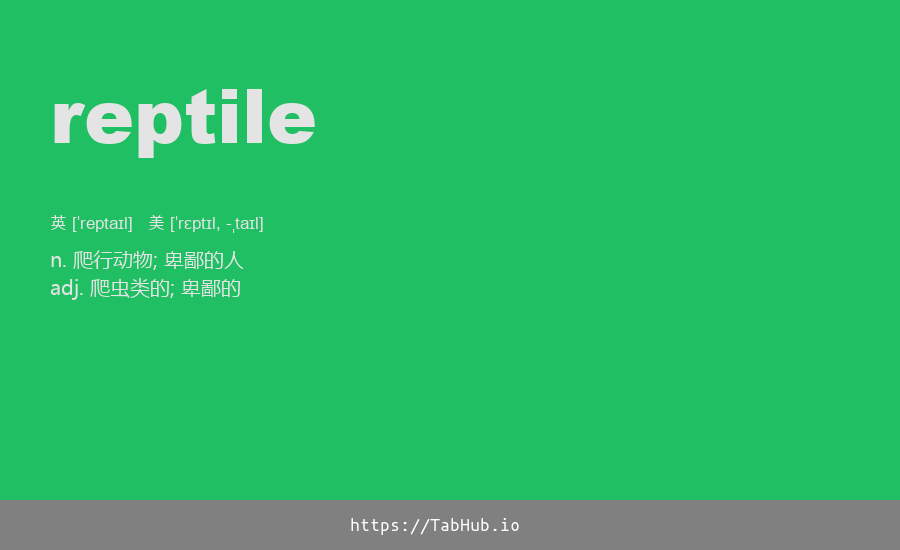 reptile
英 ['reptaɪl] 美 ['rɛptɪl, -ˌtaɪl]
n. 爬行动物; 卑鄙的人
adj. 爬虫类的; 卑鄙的
https://TabHub.io